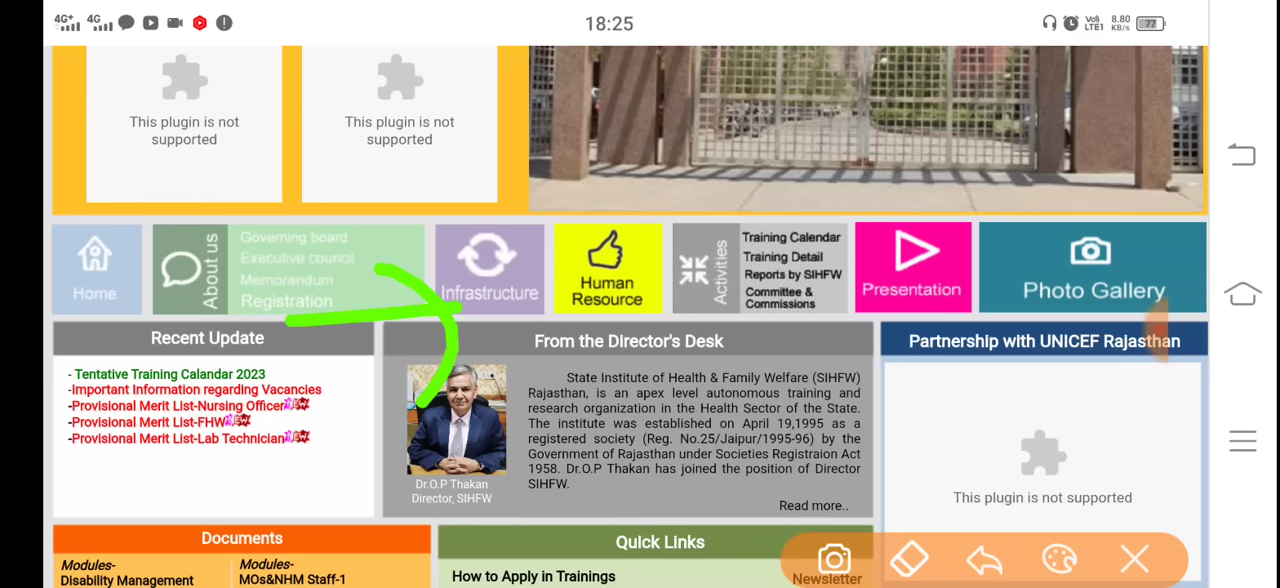 4G+ 4G 18:25 VoLTE1 8.80 KB/s 77
This plugin is not
supported
This plugin is not
supported
Home
About us
Governing board
Executive council
Memorandum
Registration
Infrastructure
Human
Resource
Activities
Training Calendar
Training Detail
Reports by SIHFW
Committee &
Commissions
Presentation
Photo Gallery
Recent Update
- Tentative Training Calandar 2023
-Important Information regarding Vacancies
-Provisional Merit List-Nursing Officer NEW
-Provisional Merit List-FHW NEW
-Provisional Merit List-Lab Technician NEW
From the Director's Desk
State Institute of Health & Family Welfare (SIHFW)
Rajasthan, is an apex level autonomous training and
research organization in the Health Sector of the State.
The institute was established on April 19,1995 as a
registered society (Reg. No.25/Jaipur/1995-96) by the
Government of Rajasthan under Societies Registraion Act
1958. Dr.O.P Thakan has joined the position of Director
SIHFW.
Dr.O.P Thakan
Director, SIHFW
Read more..
Partnership with UNICEF Rajasthan
This plugin is not supported
Documents
Modules-
Disability Management
Modules-
MOs&NHM Staff-1
Quick Links
How to Apply in Trainings
Newsletter